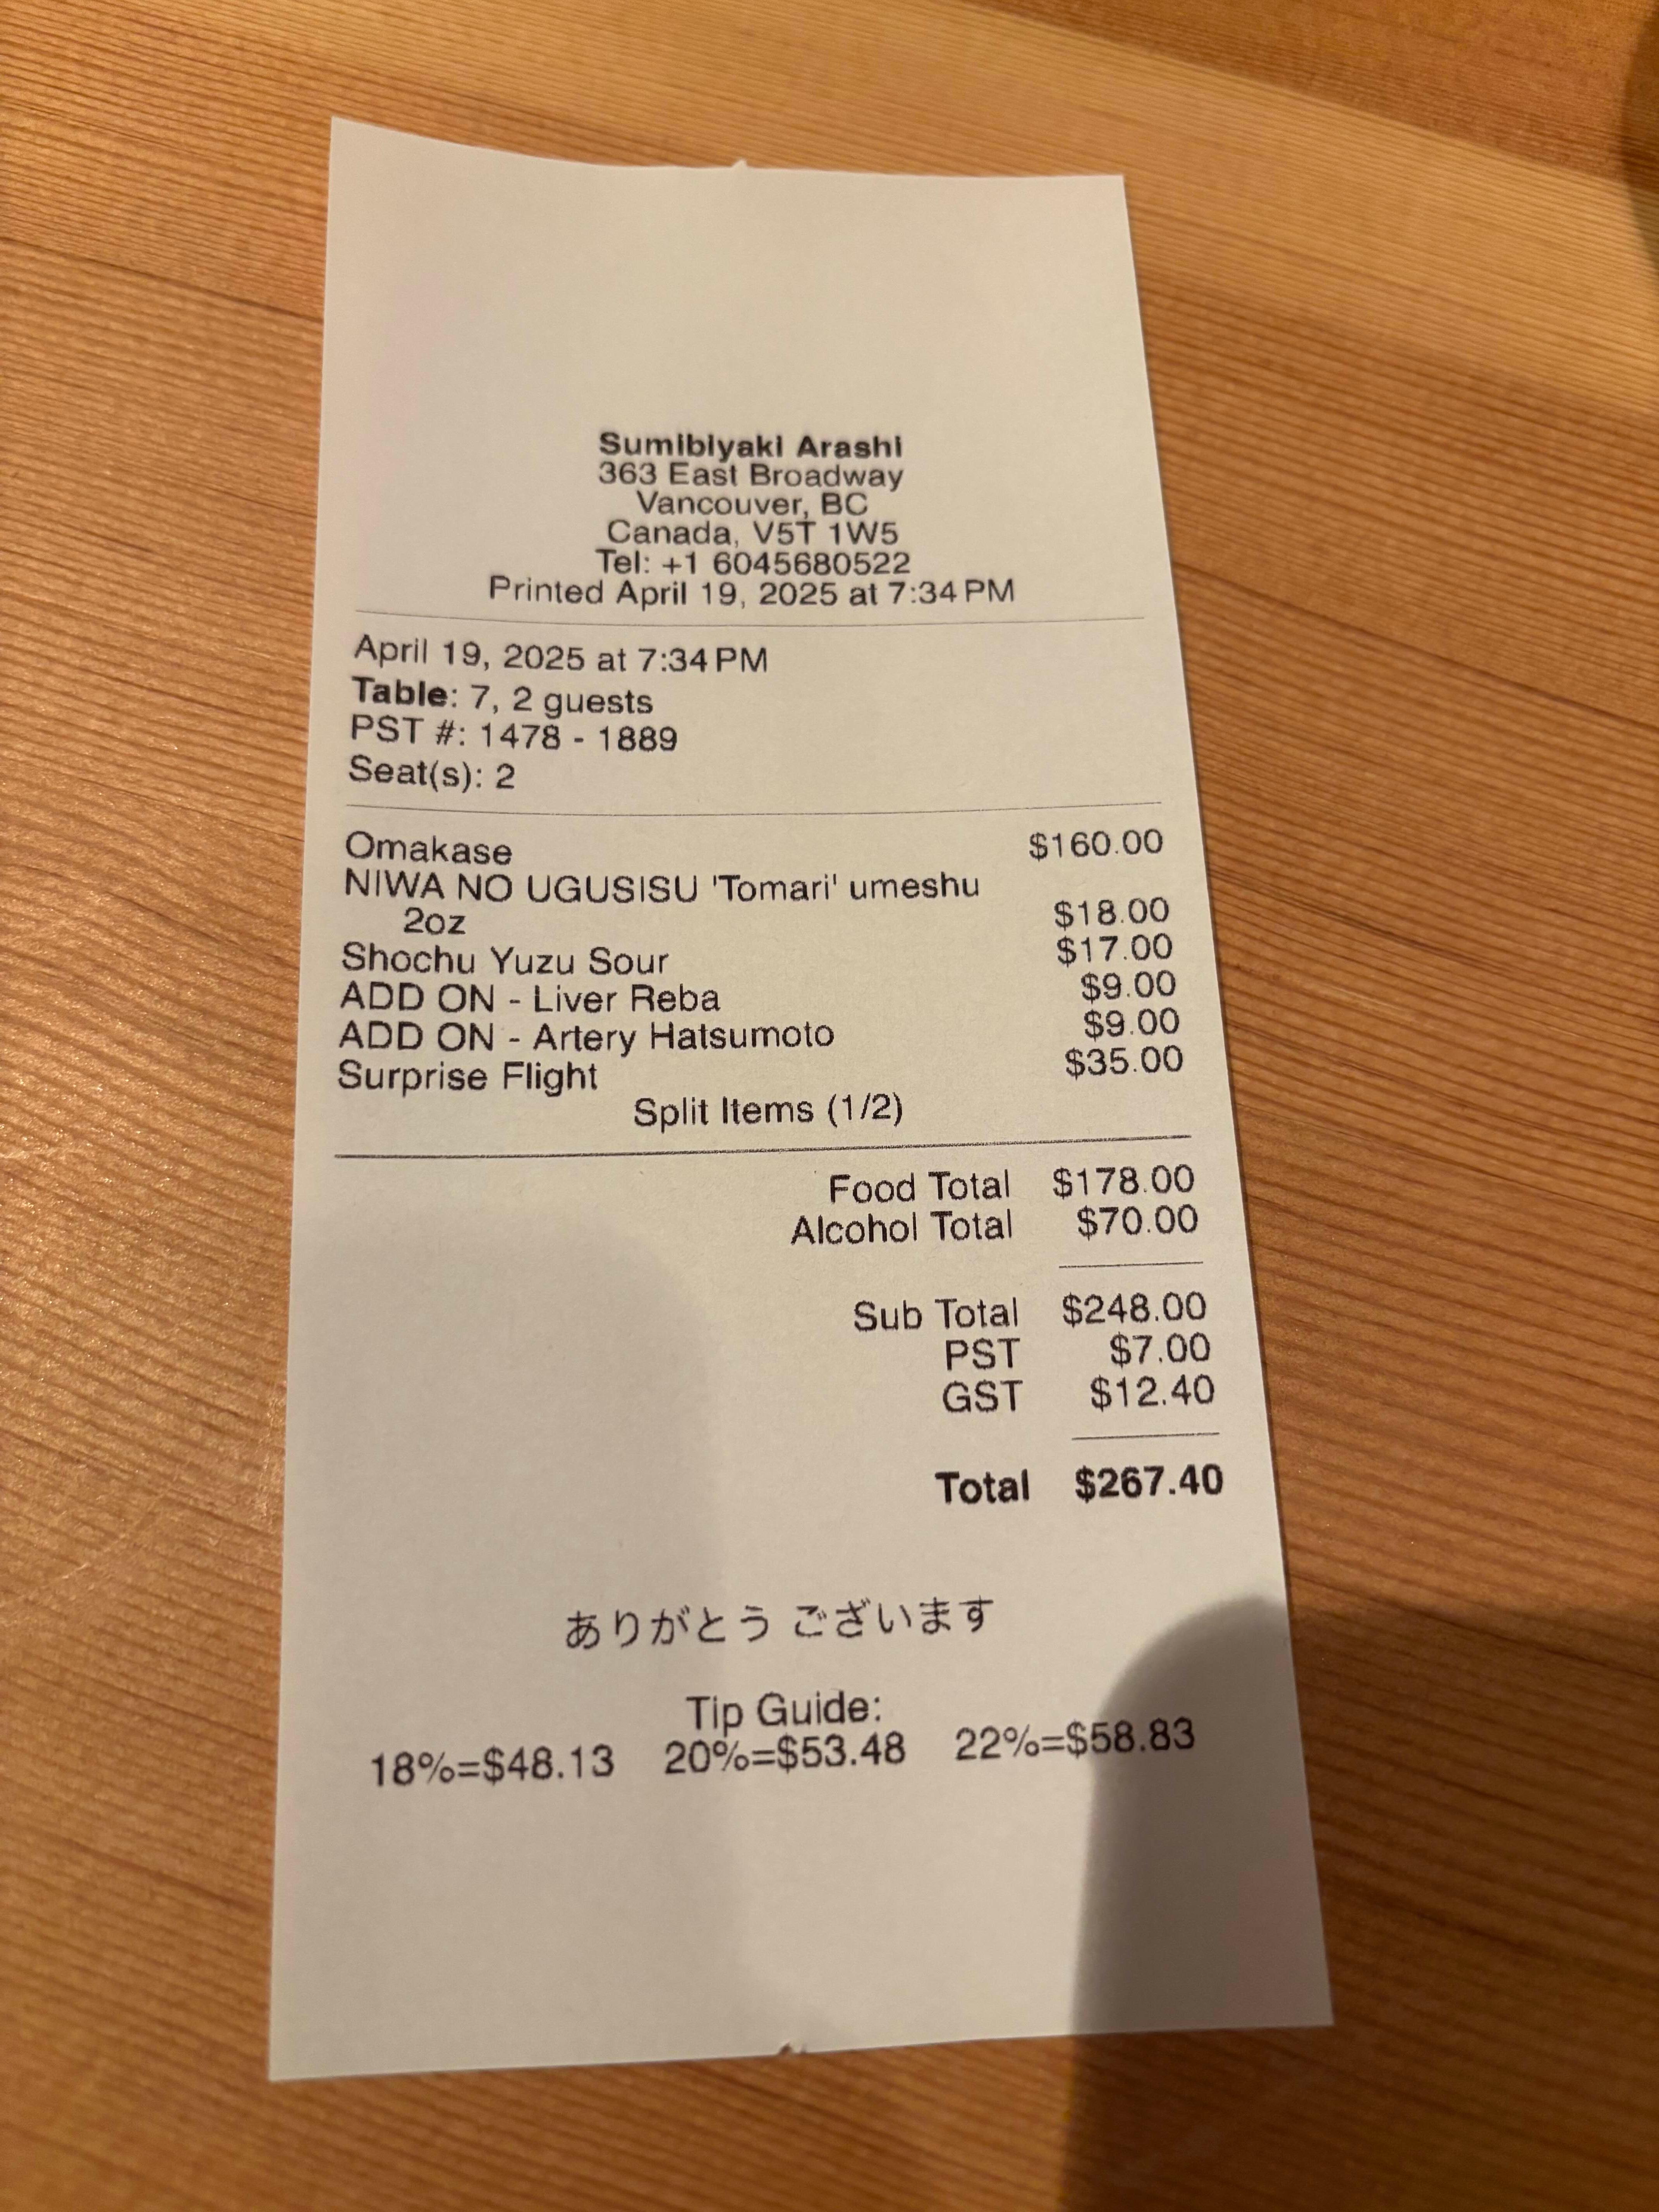 Sumibiyaki Arashi
363 East Broadway
Vancouver, BC
Canada, V5T 1W5
Tel: +1 6045680522
Printed April 19, 2025 at 7:34 PM
April 19, 2025 at 7:34 PM
Table: 7, 2 guests
PST #: 1478 - 1889
Seat(s): 2
Omakase $160.00
NIWA NO UGUSISU 'Tomari' umeshu
2oz $18.00
Shochu Yuzu Sour $17.00
ADD ON - Liver Reba $9.00
ADD ON - Artery Hatsumoto $9.00
Surprise Flight $35.00
Split Items (1/2)
Food Total $178.00
Alcohol Total $70.00
Sub Total $248.00
PST $7.00
GST $12.40
Total $267.40
ありがとう ございます
Tip Guide:
18%=$48.13 20%=$53.48 22%=$58.83